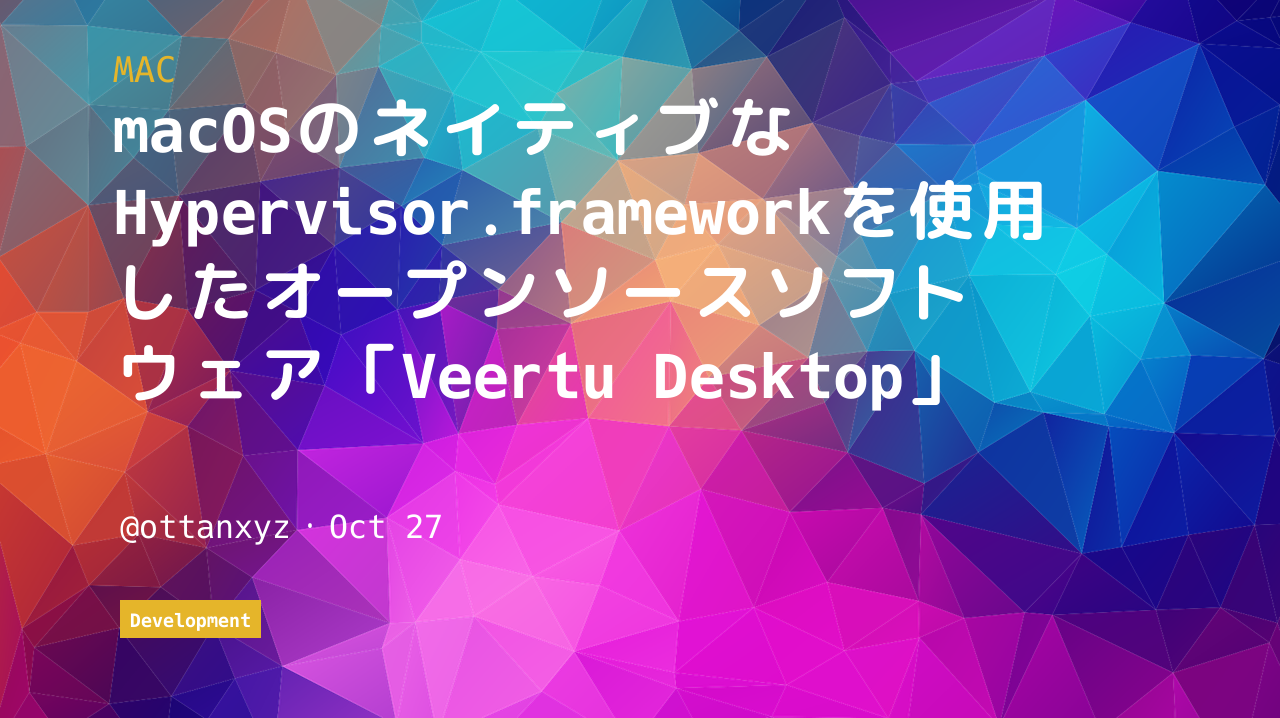 MAC
macOSのネイティブな
Hypervisor.frameworkを使用
したオープンソースソフト
ウェア「Veertu Desktop」
@ottanxyz・Oct 27
Development